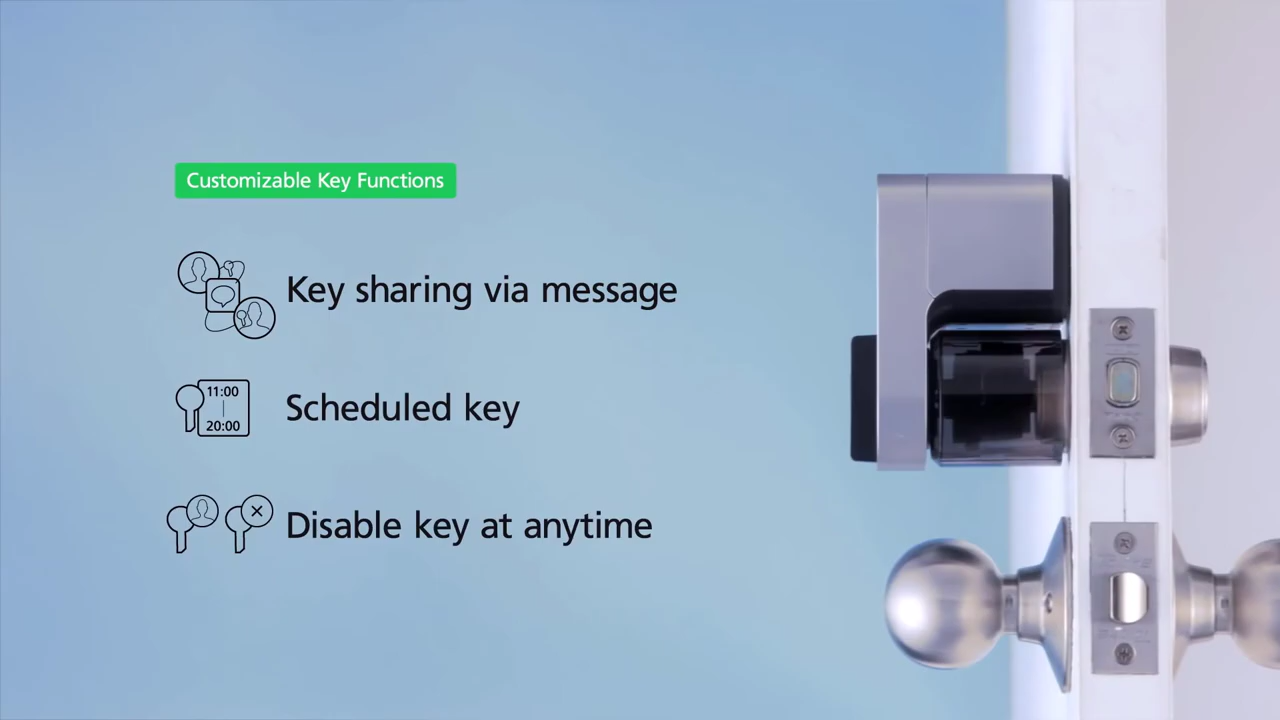 Customizable Key Functions
Key sharing via message
11:00
20:00
Scheduled key
Disable key at anytime